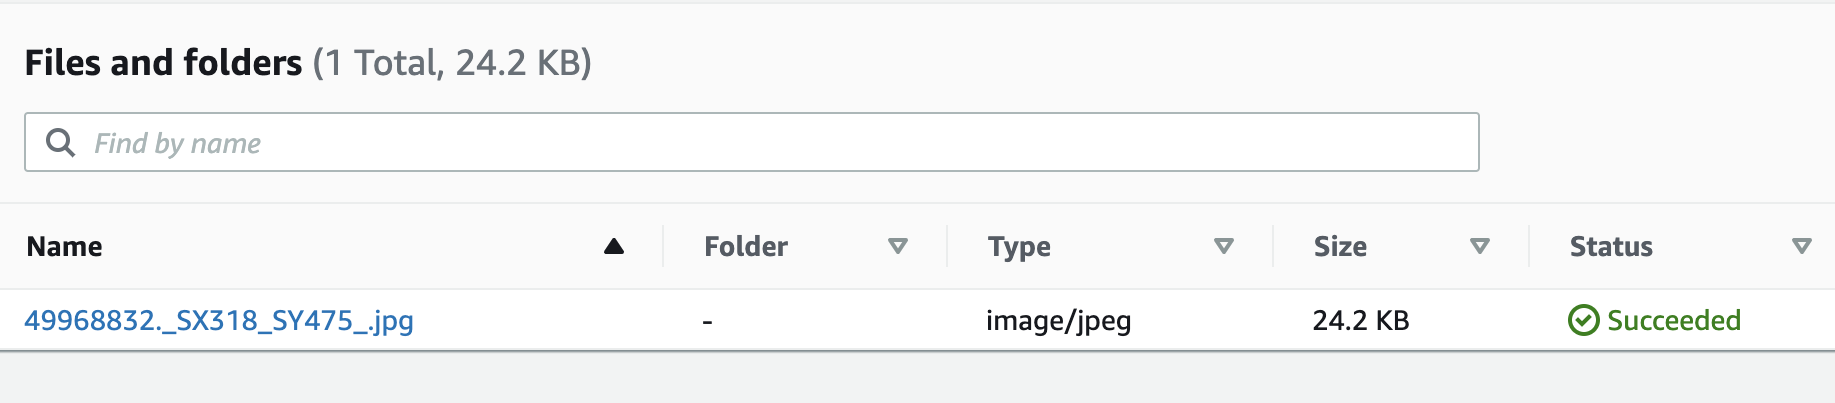 Files and folders (1 Total, 24.2 KB)
Find by name
Name Folder Type Size Status
49968832._SX318_SY475_.jpg - image/jpeg 24.2 KB Succeeded